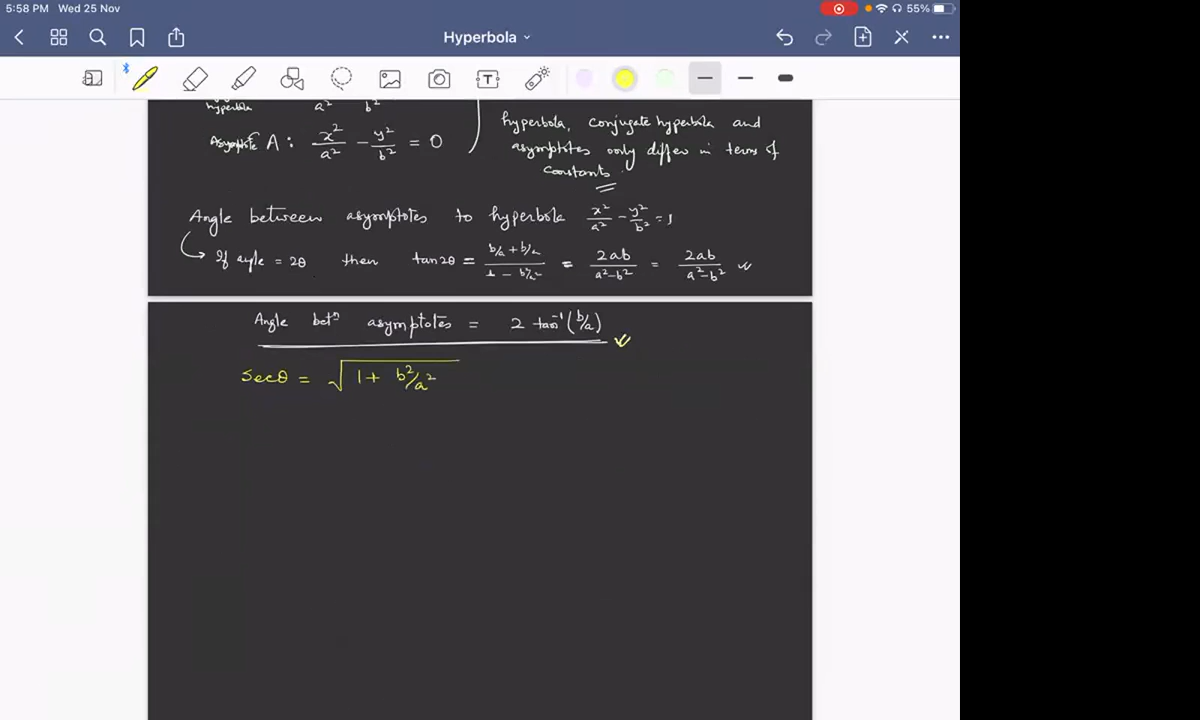 5:58 PM Wed 25 Nov
55%
Hyperbola
hyperbola a² b²
Asymptote A : x²/a² - y²/b² = 0
hyperbola, conjugate hyperbola and
asymptotes only differ in terms of
constants.
Angle between asymptotes to hyperbola x²/a² - y²/b² = 1
If angle = 2θ then tan2θ = (b/a + b/a)/(1 - b²/a²) = 2ab/(a²-b²) = 2ab/(a²-b²)
Angle betⁿ asymptotes = 2 tan⁻¹(b/a)
secθ = √(1 + b²/a²)